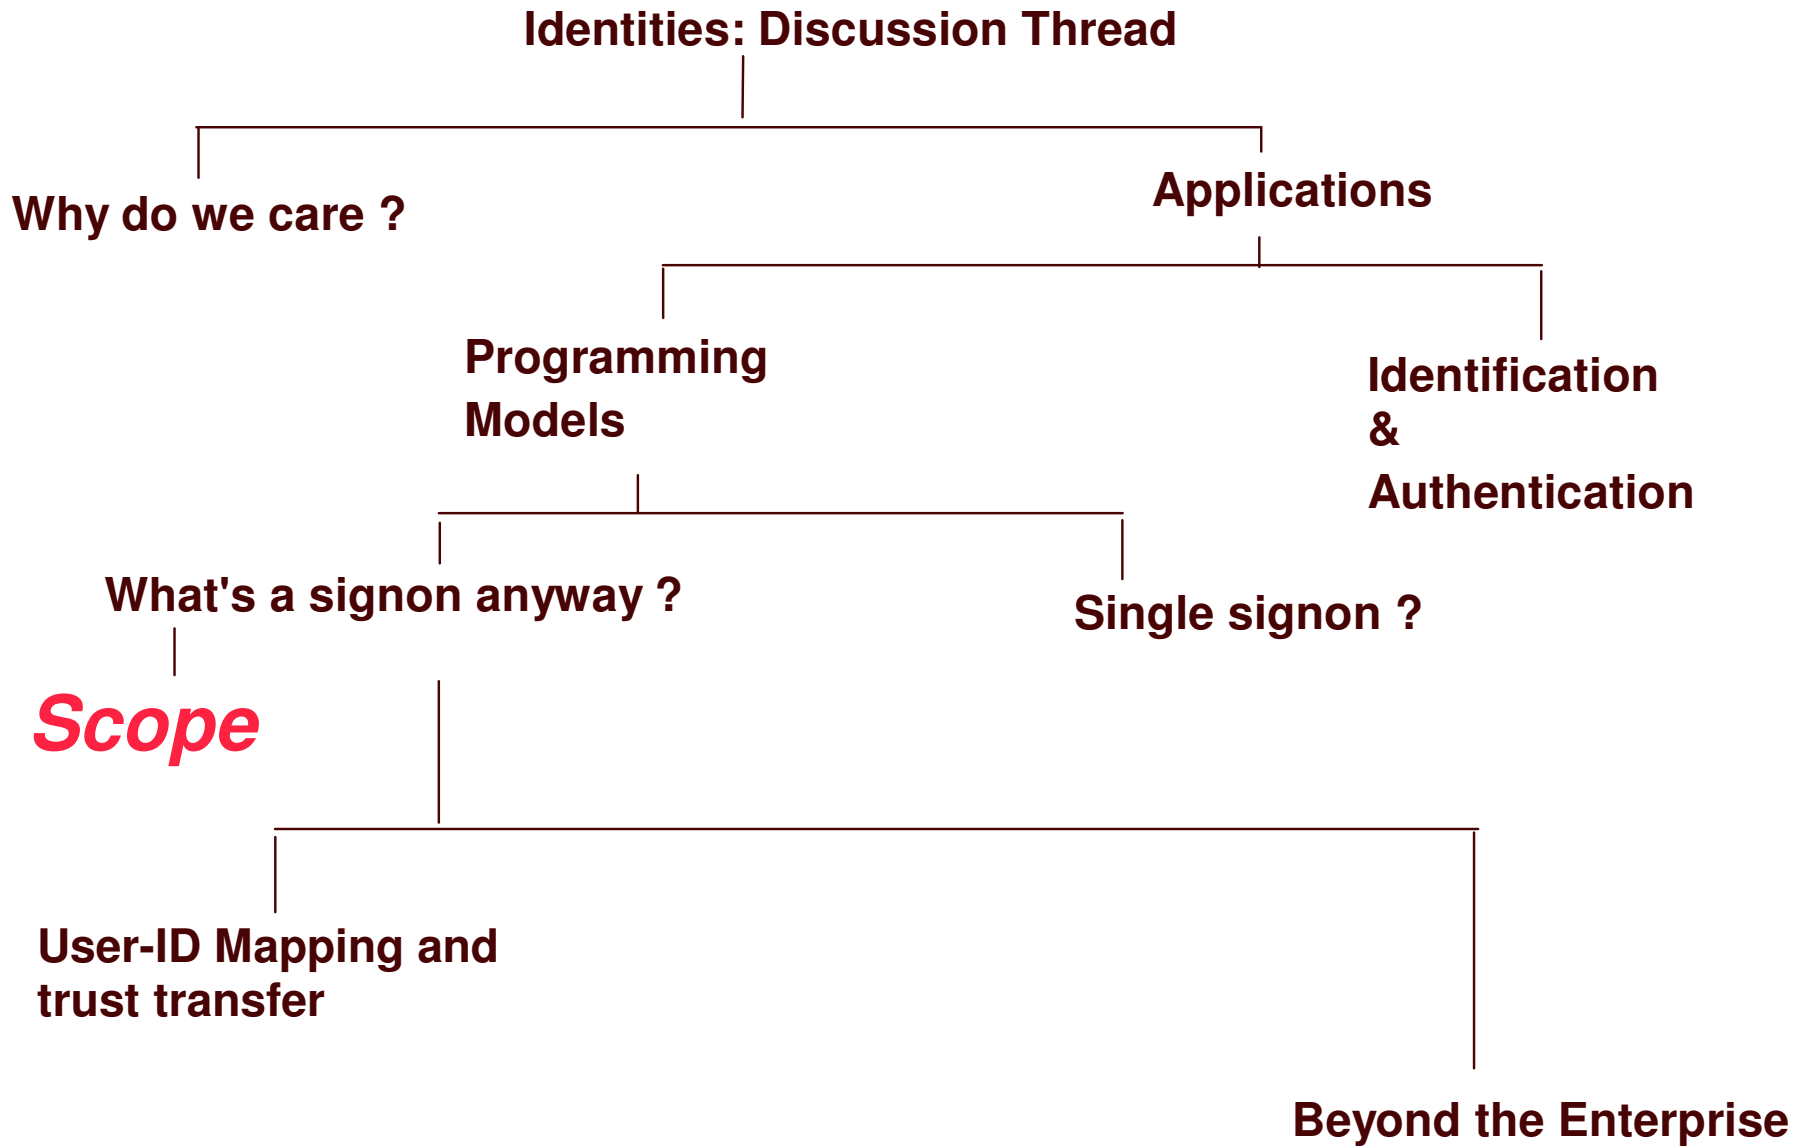 Identities: Discussion Thread
Why do we care ?
Applications
Programming
Models
Identification
&
Authentication
What's a signon anyway ?
Single signon ?
Scope
User-ID Mapping and
trust transfer
Beyond the Enterprise